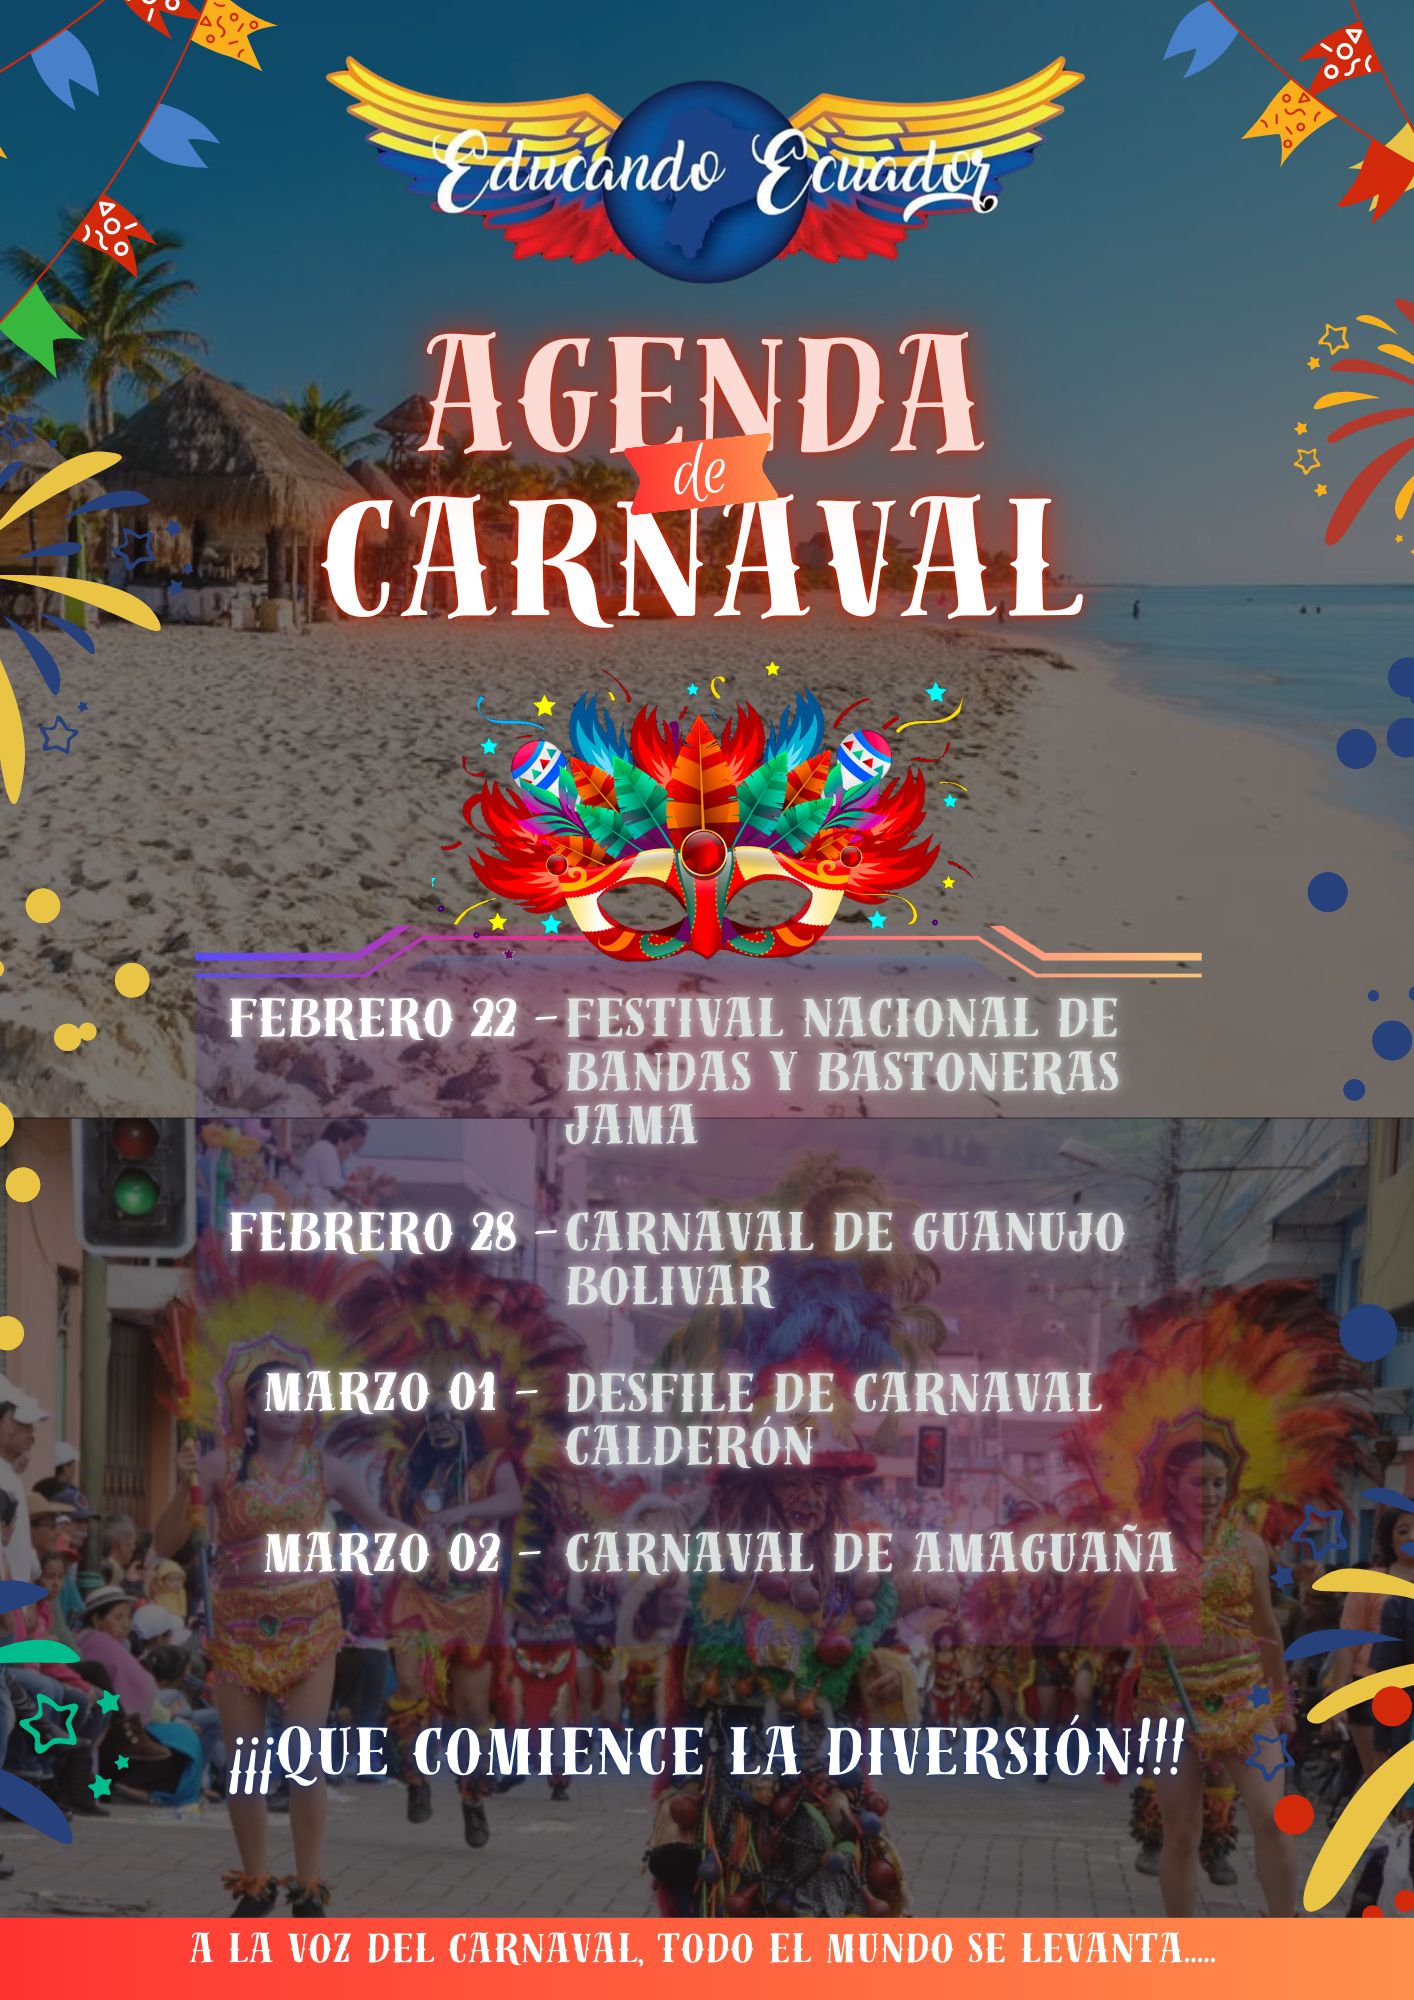 Educando Ecuador
AGENDA
de
CARNAVAL
FEBRERO 22 - FESTIVAL NACIONAL DE
BANDAS Y BASTONERAS
JAMA
FEBRERO 28 - CARNAVAL DE GUANUJO
BOLIVAR
MARZO 01 - DESFILE DE CARNAVAL
CALDERÓN
MARZO 02 - CARNAVAL DE AMAGUAÑA
¡¡¡QUE COMIENCE LA DIVERSIÓN!!!
A LA VOZ DEL CARNAVAL, TODO EL MUNDO SE LEVANTA.....